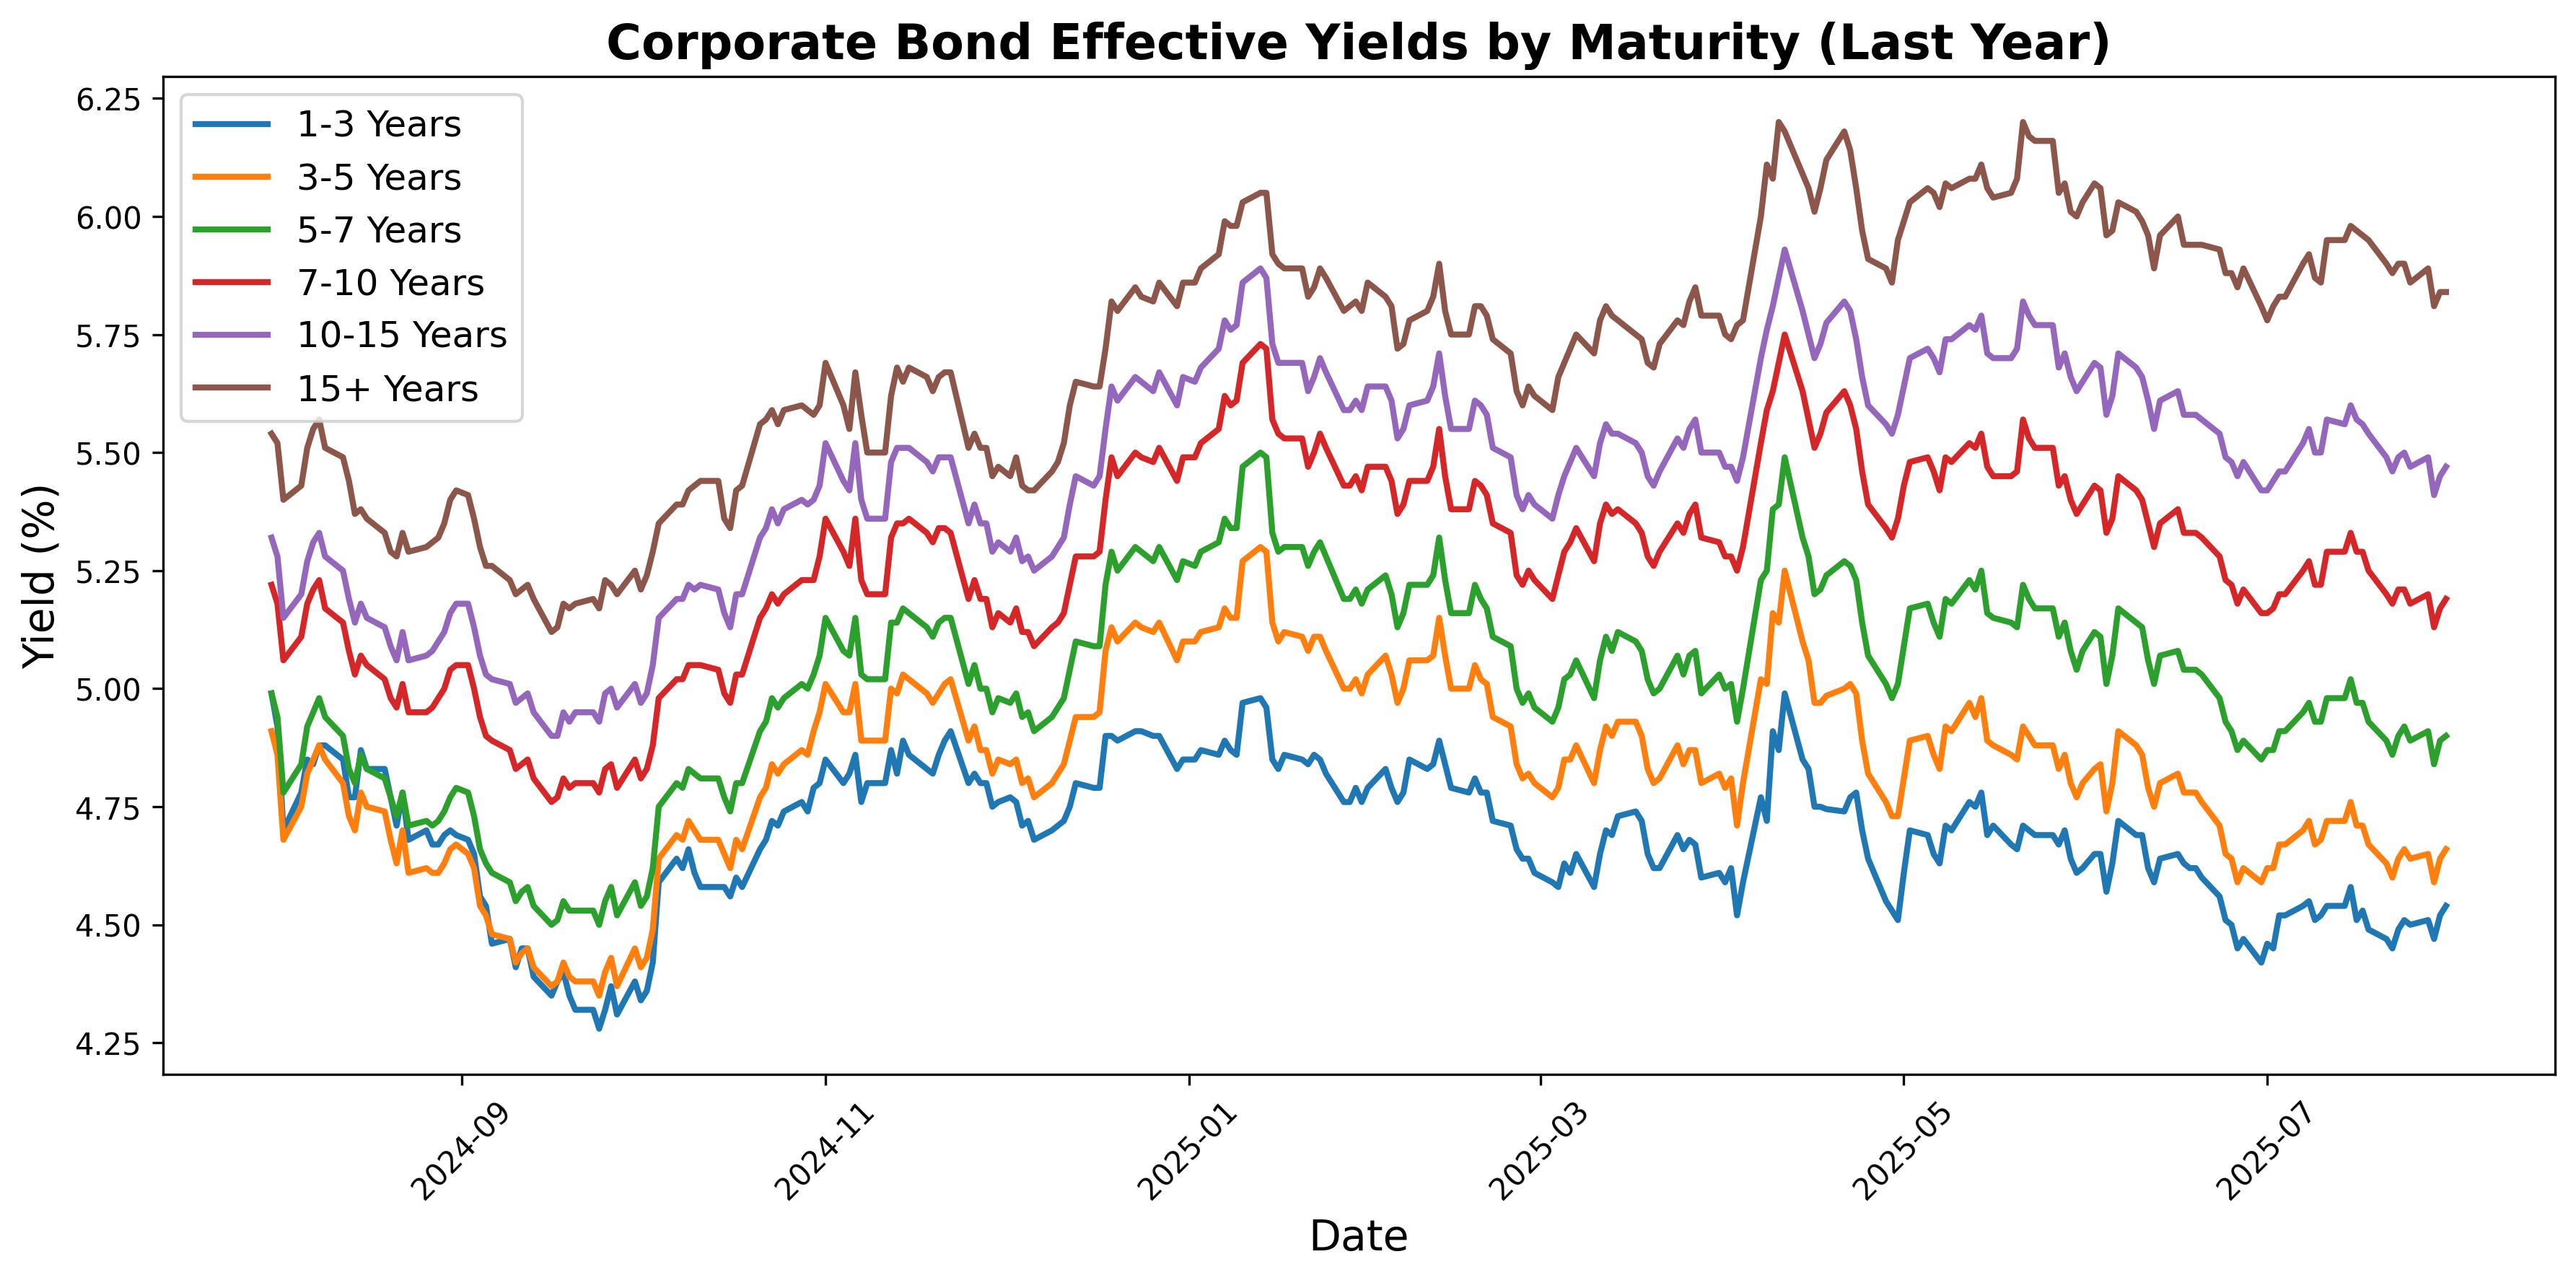 Corporate Bond Effective Yields by Maturity (Last Year)
1-3 Years
3-5 Years
5-7 Years
7-10 Years
10-15 Years
15+ Years
Yield (%)
6.25
6.00
5.75
5.50
5.25
5.00
4.75
4.50
4.25
2024-09
2024-11
2025-01
2025-03
2025-05
2025-07
Date